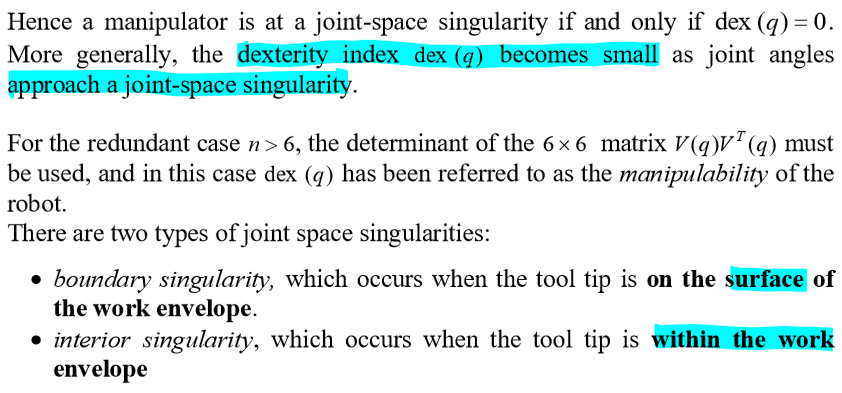 Hence a manipulator is at a joint-space singularity if and only if dex (q) = 0.
More generally, the dexterity index dex (q) becomes small as joint angles
approach a joint-space singularity.
For the redundant case n > 6, the determinant of the 6 × 6 matrix V(q)Vᵀ(q) must
be used, and in this case dex (q) has been referred to as the manipulability of the
robot.
There are two types of joint space singularities:
• boundary singularity, which occurs when the tool tip is on the surface of
the work envelope.
• interior singularity, which occurs when the tool tip is within the work
envelope